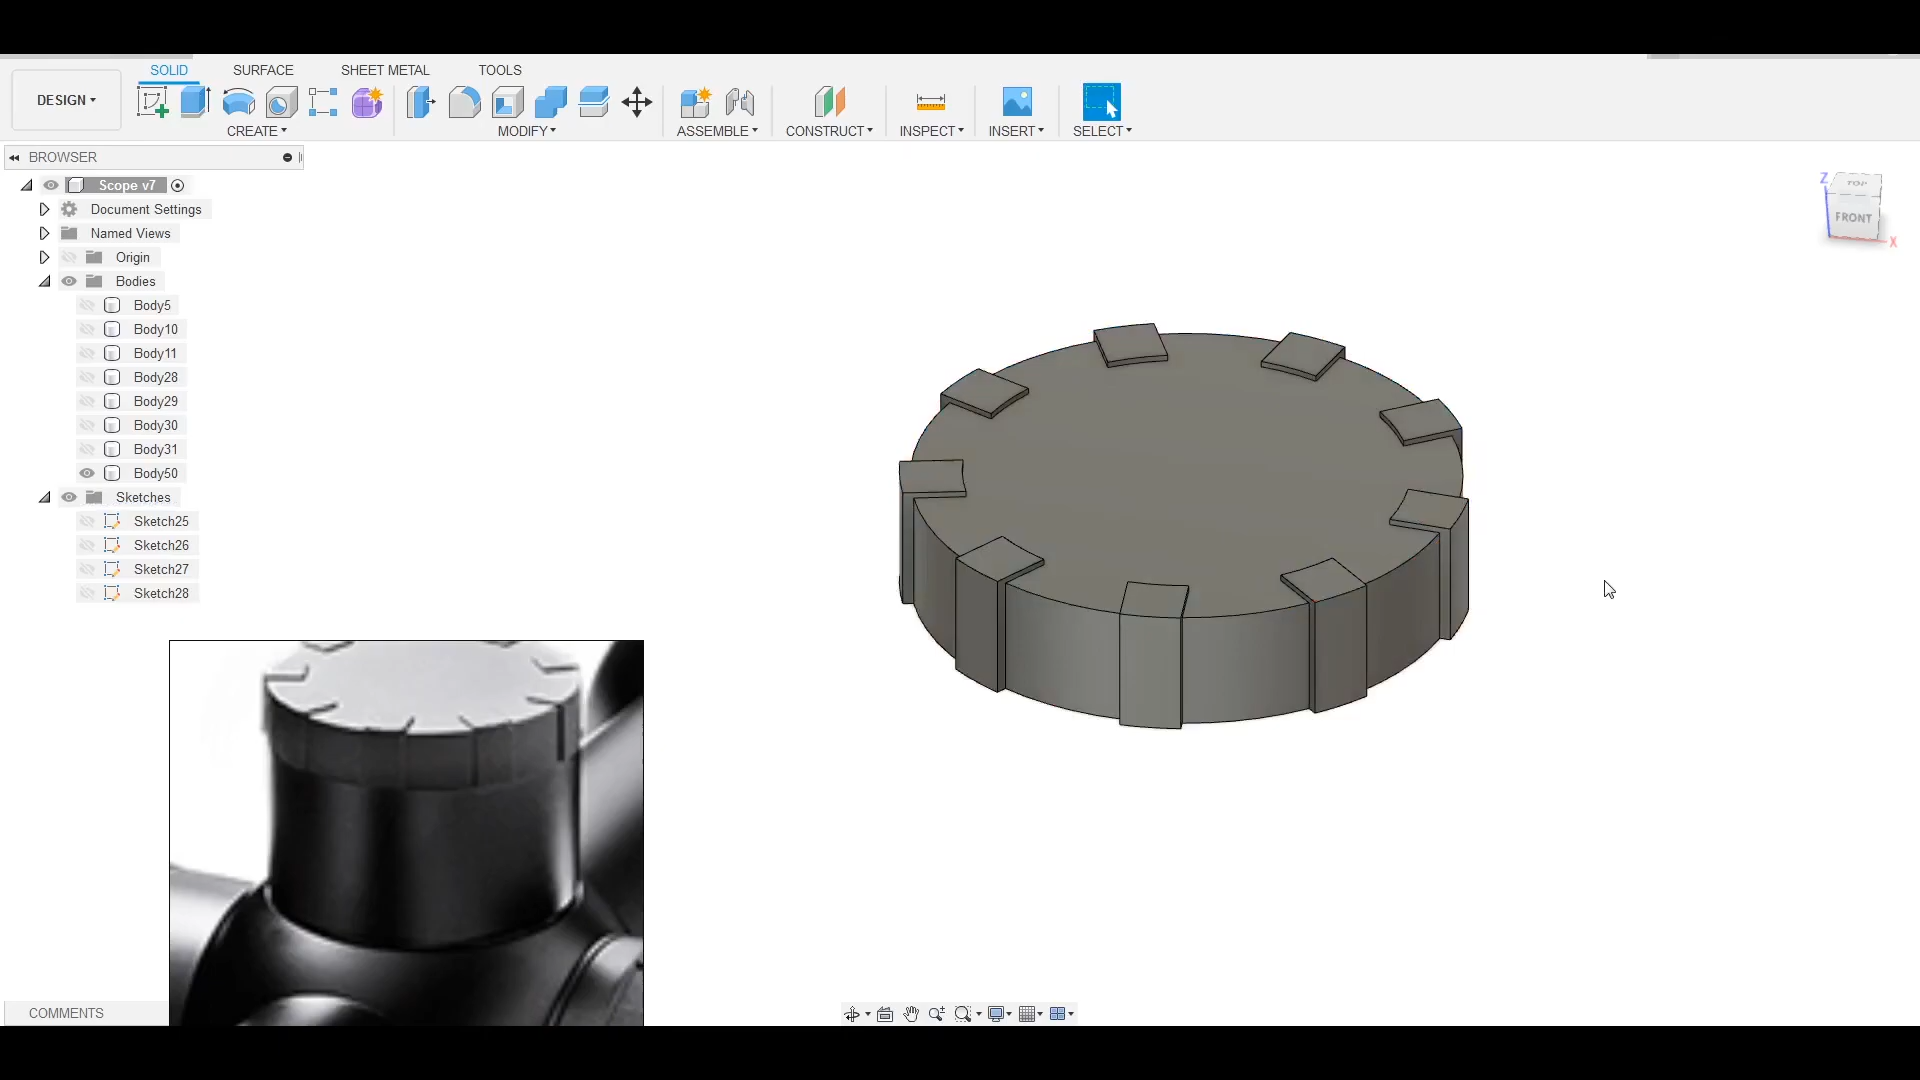 SOLID SURFACE SHEET METAL TOOLS
DESIGN
CREATE MODIFY ASSEMBLE CONSTRUCT INSPECT INSERT SELECT
BROWSER
Scope v7
Document Settings
Named Views
Origin
Bodies
Body5
Body10
Body11
Body28
Body29
Body30
Body31
Body50
Sketches
Sketch25
Sketch26
Sketch27
Sketch28
Z
TOP
FRONT
X
COMMENTS